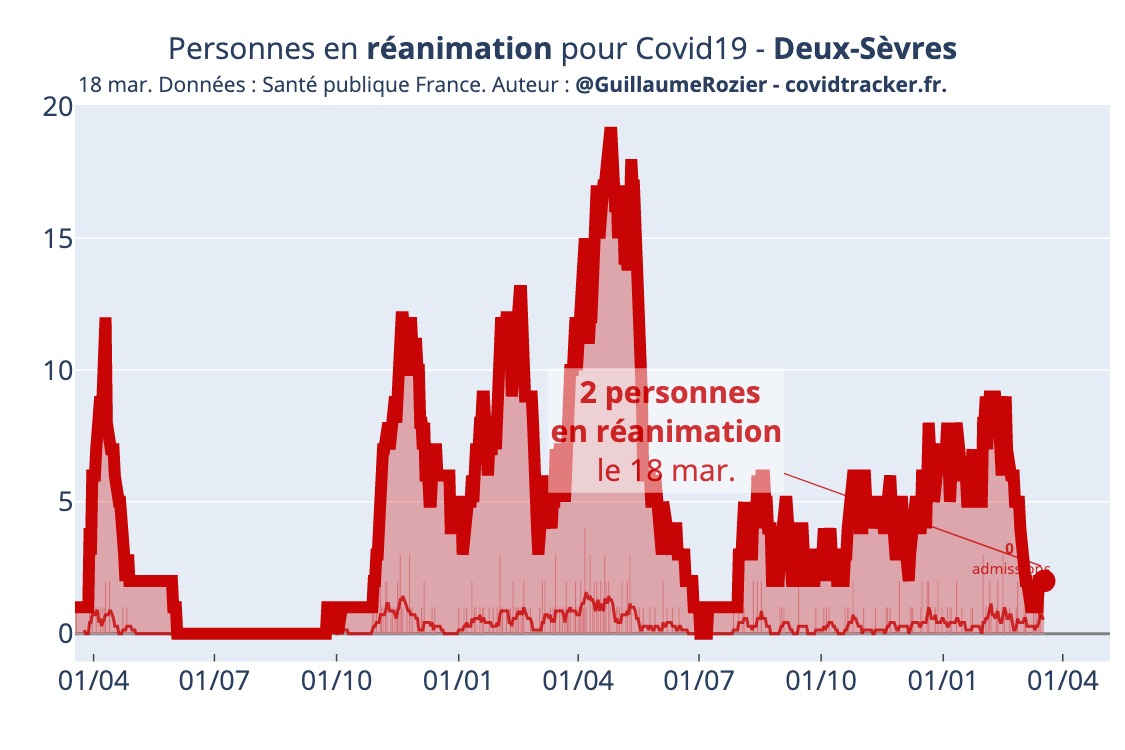 Personnes en réanimation pour Covid19 - Deux-Sèvres
18 mar. Données : Santé publique France. Auteur : @GuillaumeRozier - covidtracker.fr.
20
15
10
5
0
2 personnes
en réanimation
le 18 mar.
0
admissions
01/04 01/07 01/10 01/01 01/04 01/07 01/10 01/01 01/04